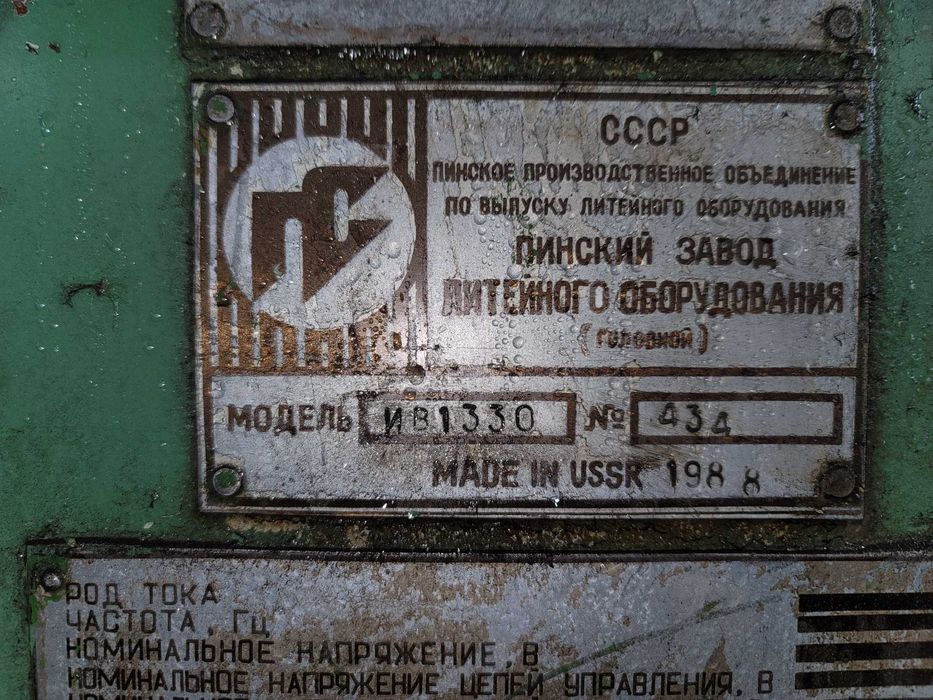 СССР
ПИНСКОЕ ПРОИЗВОДСТВЕННОЕ ОБЪЕДИНЕНИЕ
ПО ВЫПУСКУ ЛИТЕЙНОГО ОБОРУДОВАНИЯ
ПИНСКИЙ ЗАВОД
ЛИТЕЙНОГО ОБОРУДОВАНИЯ
(головной)
МОДЕЛЬ ИВ1330 № 434
MADE IN USSR 1988
РОД ТОКА
ЧАСТОТА, Гц
НОМИНАЛЬНОЕ НАПРЯЖЕНИЕ, В
НОМИНАЛЬНОЕ НАПРЯЖЕНИЕ ЦЕПЕЙ УПРАВЛЕНИЯ, В